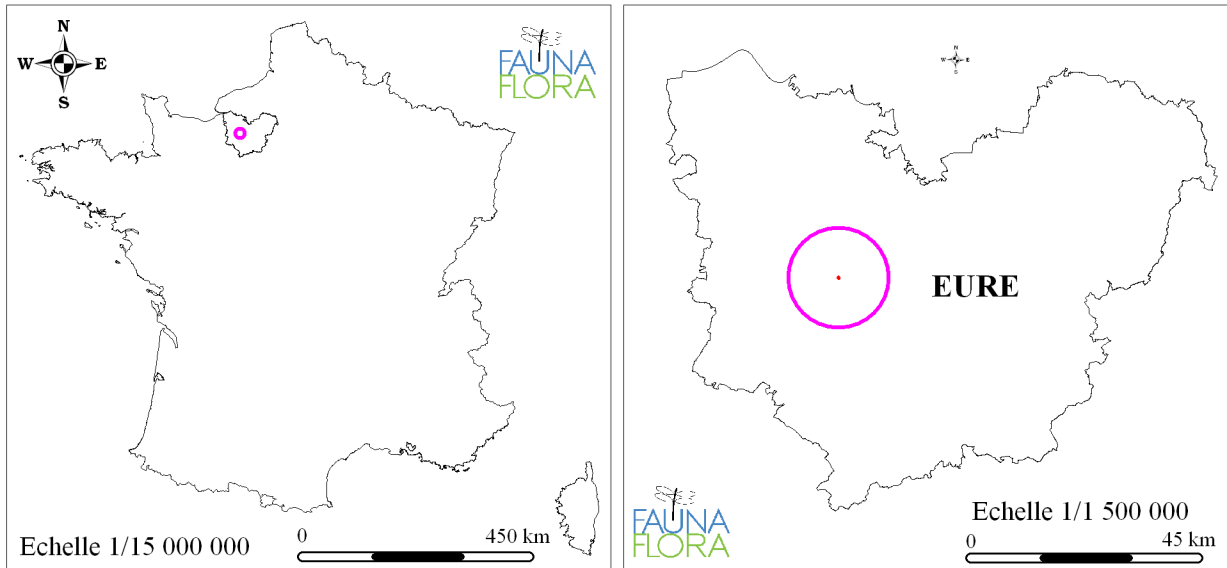 N
W E
S
FAUNA
FLORA
Echelle 1/15 000 000
0 450 km
N
W E
S
EURE
FAUNA
FLORA
Echelle 1/1 500 000
0 45 km